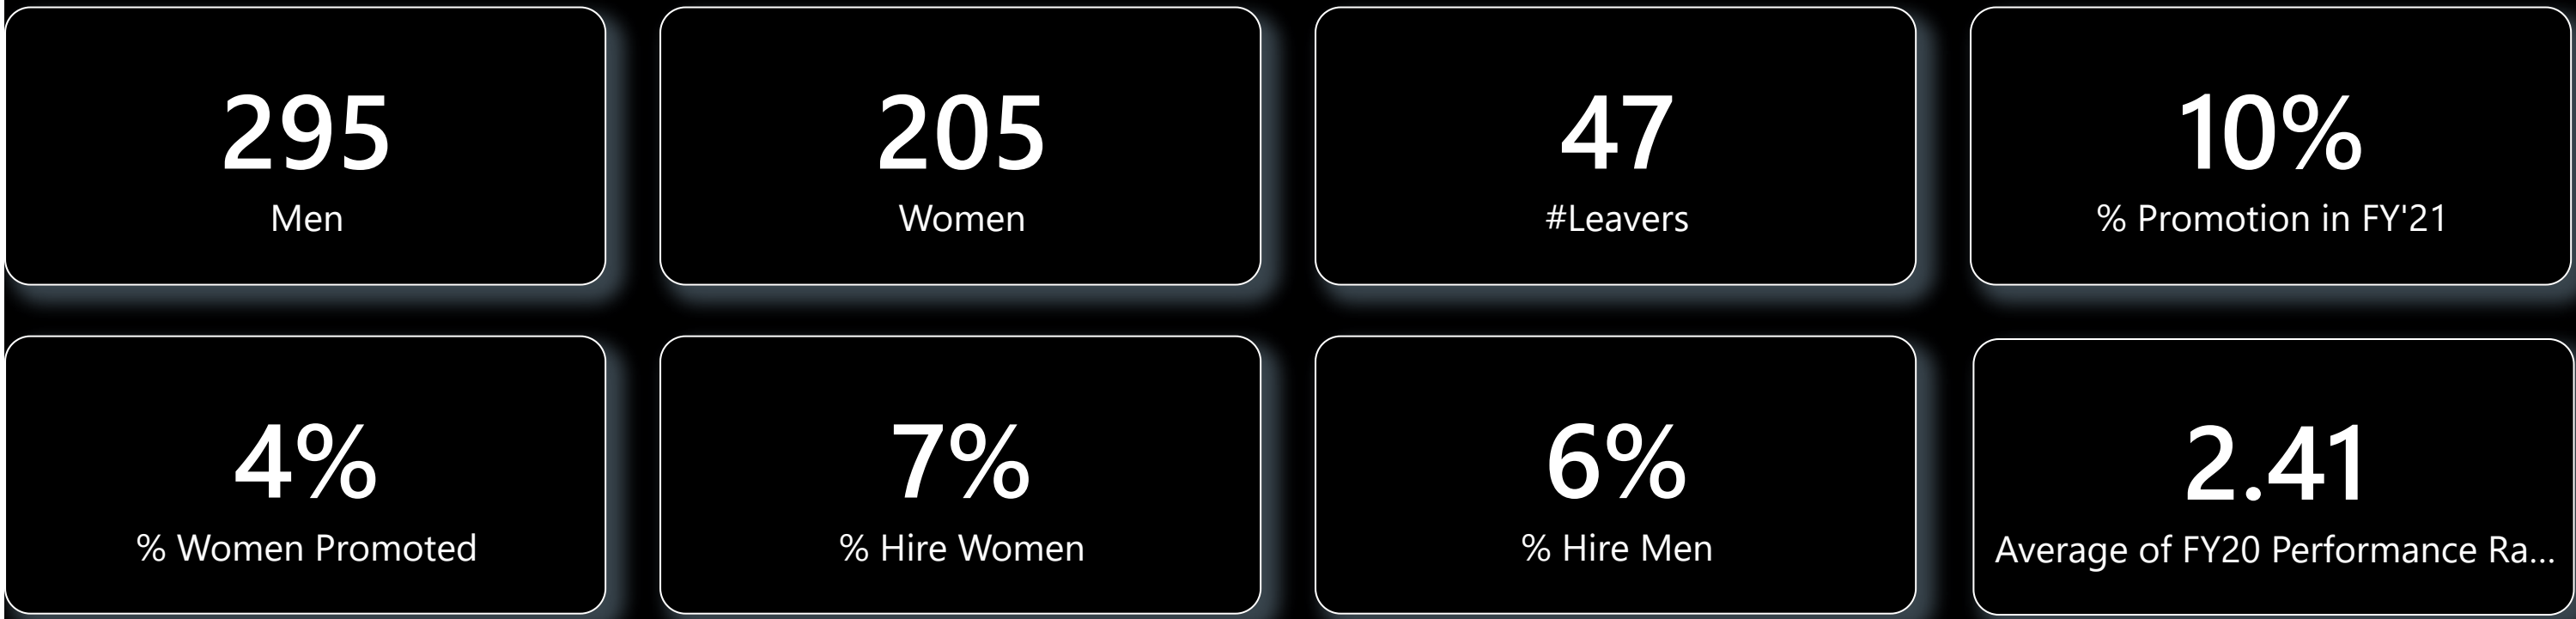 295
Men
205
Women
47
#Leavers
10%
% Promotion in FY'21
4%
% Women Promoted
7%
% Hire Women
6%
% Hire Men
2.41
Average of FY20 Performance Ra...